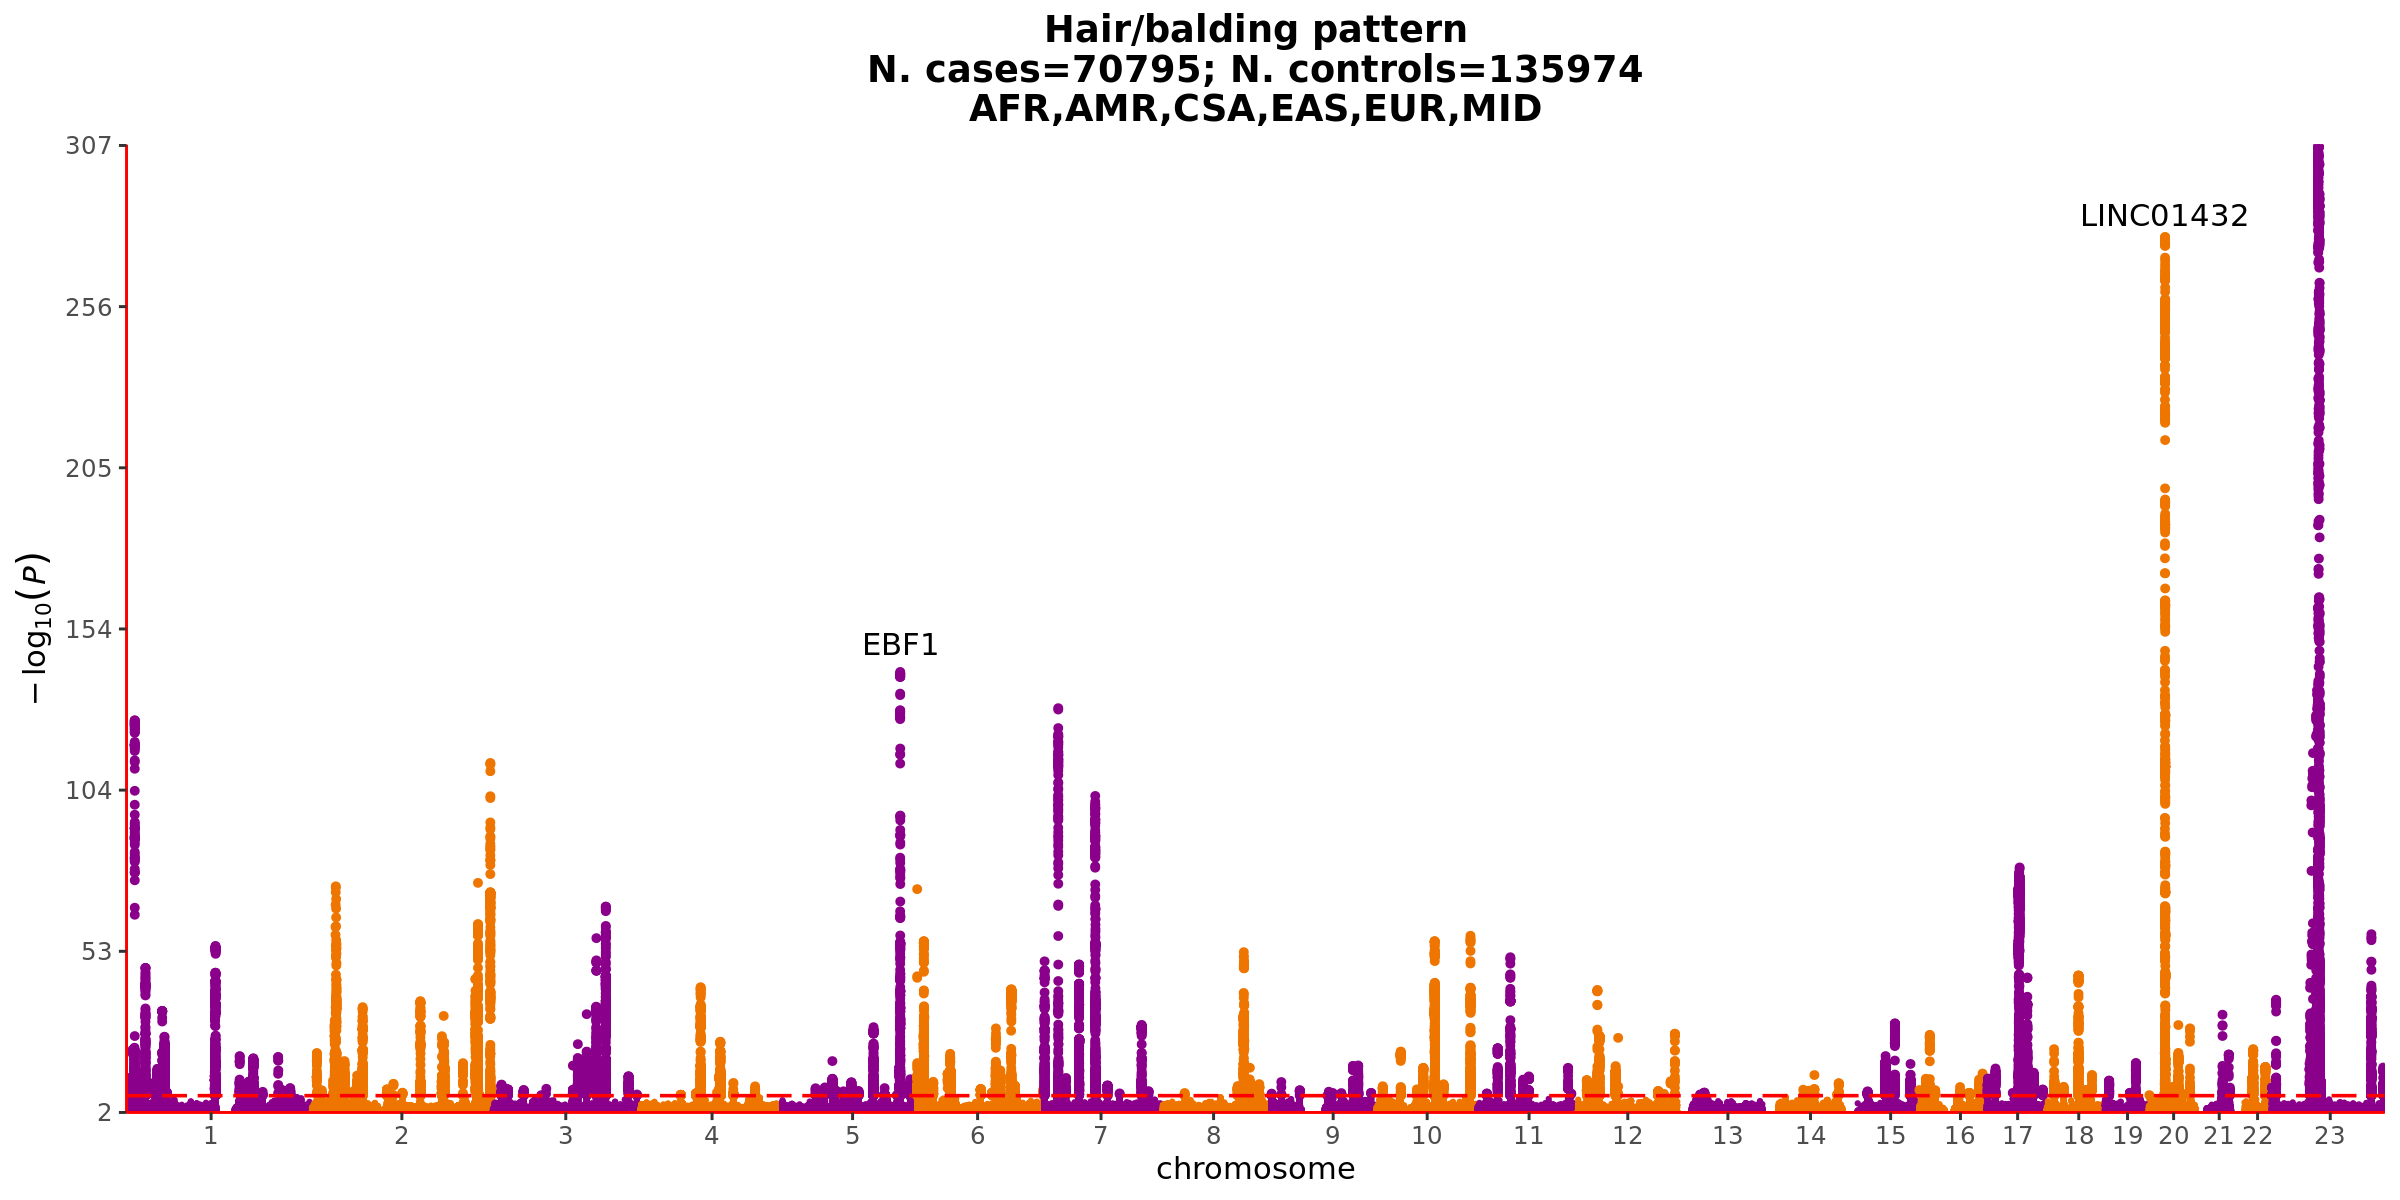 Hair/balding pattern
N. cases=70795; N. controls=135974
AFR,AMR,CSA,EAS,EUR,MID
307
LINC01432
256
205
154
EBF1
104
53
2
−log10(P)
1 2 3 4 5 6 7 8 9 10 11 12 13 14 15 16 17 18 19 20 21 22 23
chromosome